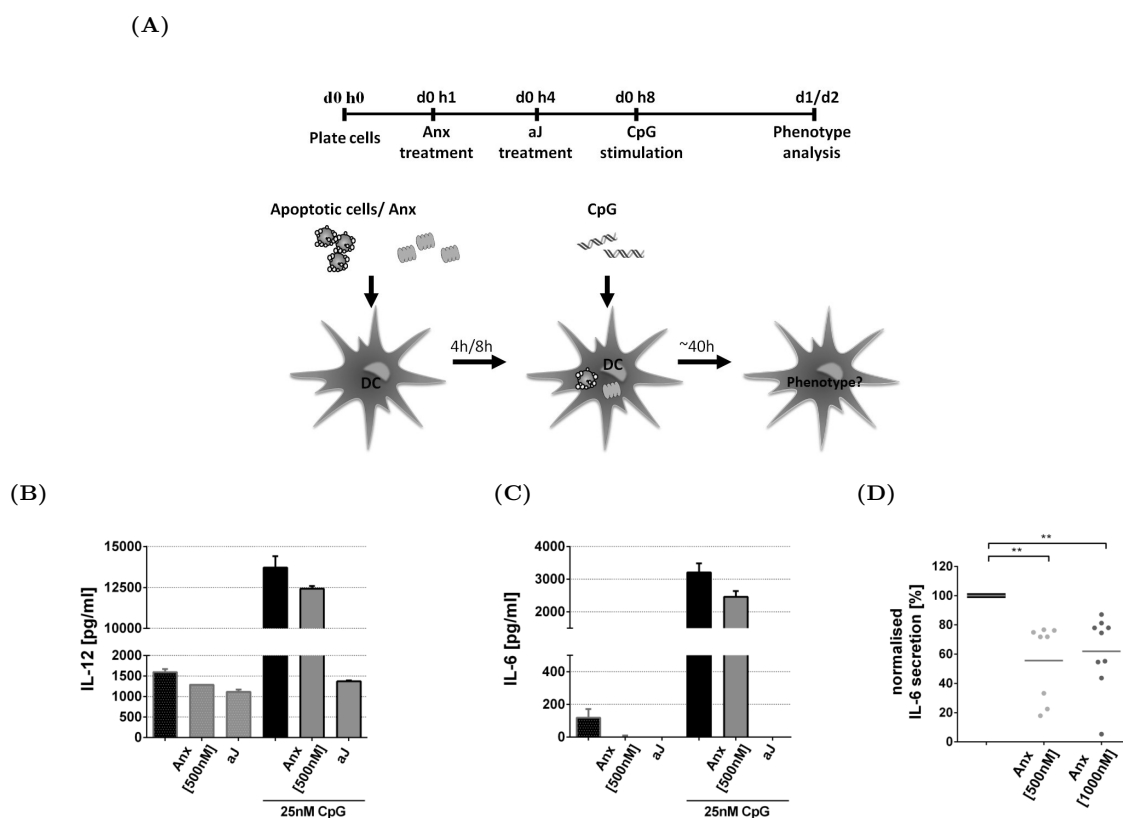 (A)
d0 h0 d0 h1 d0 h4 d0 h8 d1/d2
Plate cells Anx aJ CpG Phenotype
treatment treatment stimulation analysis
Apoptotic cells/ Anx CpG
4h/8h ~40h
DC DC Phenotype?
(B)
IL-12 [pg/ml]
15000
12500
10000
2000
1500
1000
500
0
Anx
[500nM]
aJ
Anx
[500nM]
aJ
25nM CpG
(C)
IL-6 [pg/ml]
4000
3000
2000
400
200
0
Anx
[500nM]
aJ
Anx
[500nM]
aJ
25nM CpG
(D)
normalised
IL-6 secretion [%]
**
**
120
100
80
60
40
20
0
Anx
[500nM]
Anx
[1000nM]